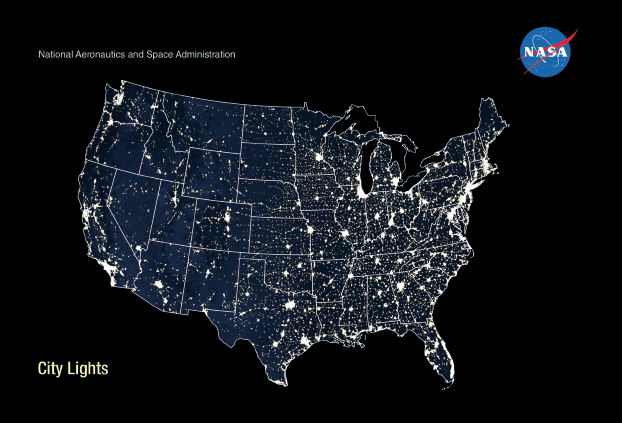 National Aeronautics and Space Administration
NASA
City Lights